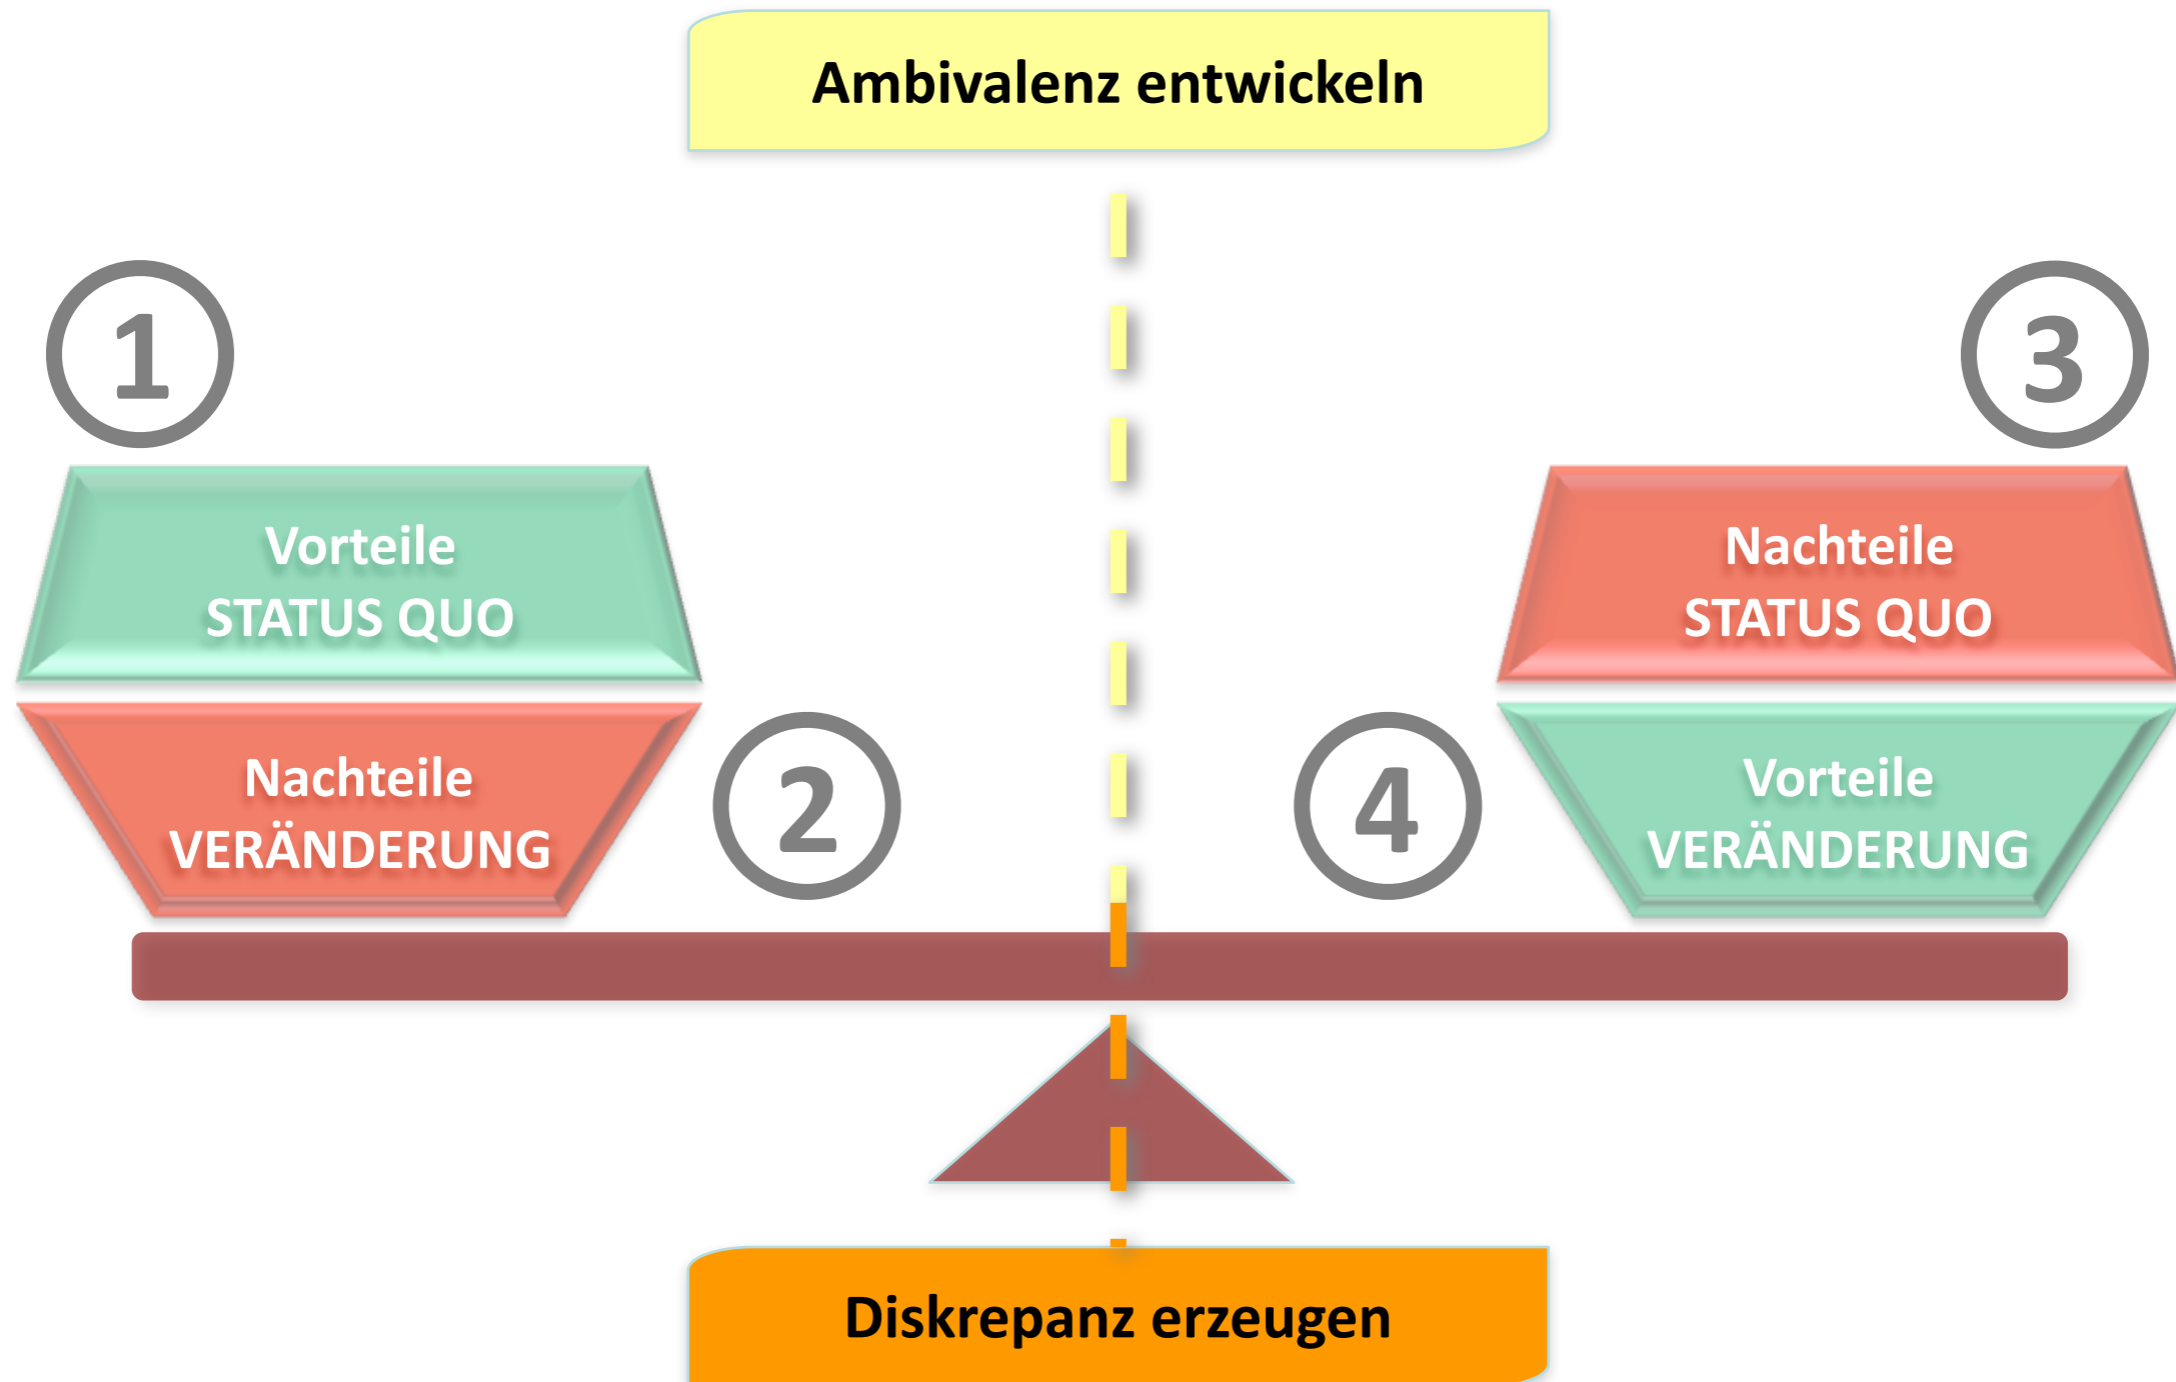 Ambivalenz entwickeln
1
Vorteile
STATUS QUO
Nachteile
VERÄNDERUNG
2
3
Nachteile
STATUS QUO
4
Vorteile
VERÄNDERUNG
Diskrepanz erzeugen